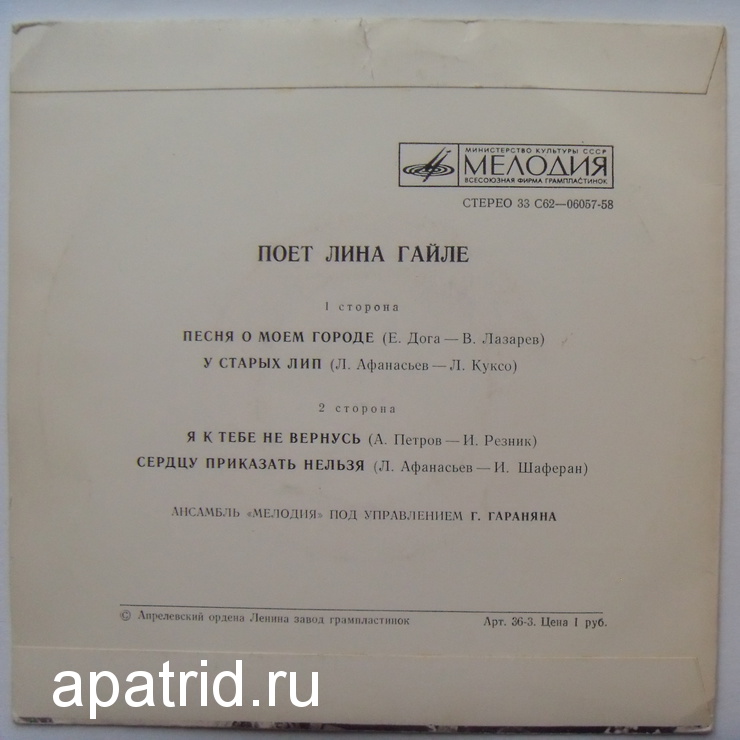 МИНИСТЕРСТВО КУЛЬТУРЫ СССР
МЕЛОДИЯ
ВСЕСОЮЗНАЯ ФИРМА ГРАМПЛАСТИНОК
СТЕРЕО 33 С62—06057-58
ПОЕТ ЛИНА ГАЙЛЕ
1 сторона
ПЕСНЯ О МОЕМ ГОРОДЕ (Е. Дога — В. Лазарев)
У СТАРЫХ ЛИП (Л. Афанасьев — Л. Куксо)
2 сторона
Я К ТЕБЕ НЕ ВЕРНУСЬ (А. Петров — И. Резник)
СЕРДЦУ ПРИКАЗАТЬ НЕЛЬЗЯ (Л. Афанасьев — И. Шаферан)
АНСАМБЛЬ «МЕЛОДИЯ» ПОД УПРАВЛЕНИЕМ Г. ГАРАНЯНА
© Апрелевский ордена Ленина завод грампластинок Арт. 36-3. Цена 1 руб.
apatrid.ru